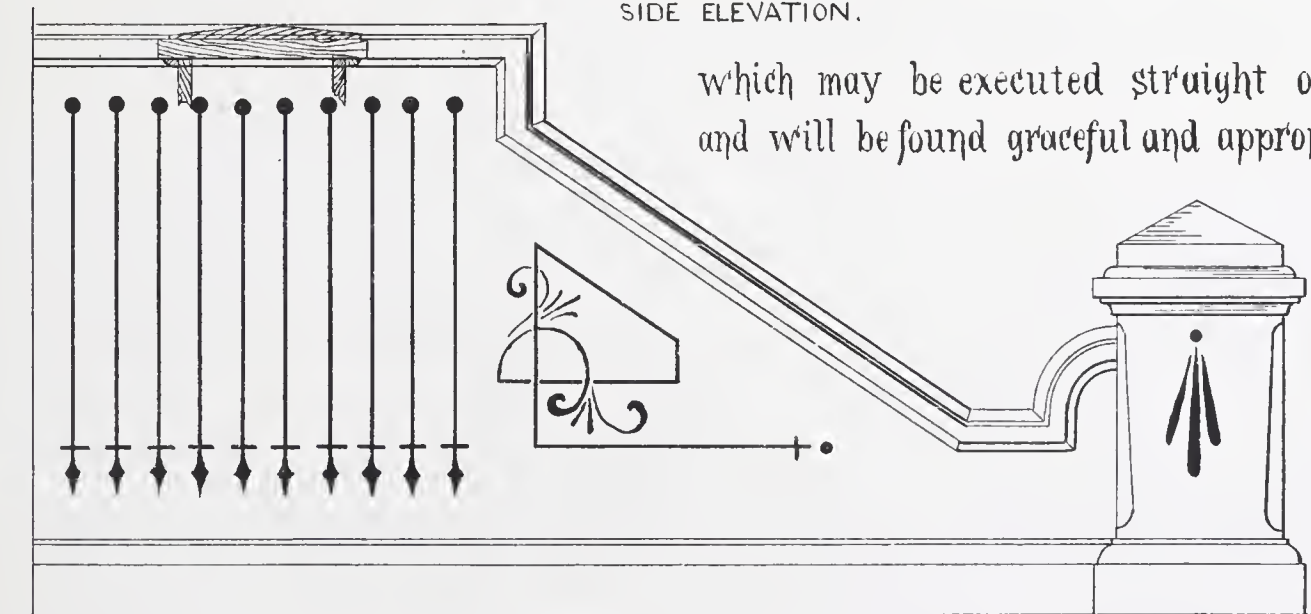 SIDE ELEVATION.
which may be executed straight o
and will be found graceful and approp